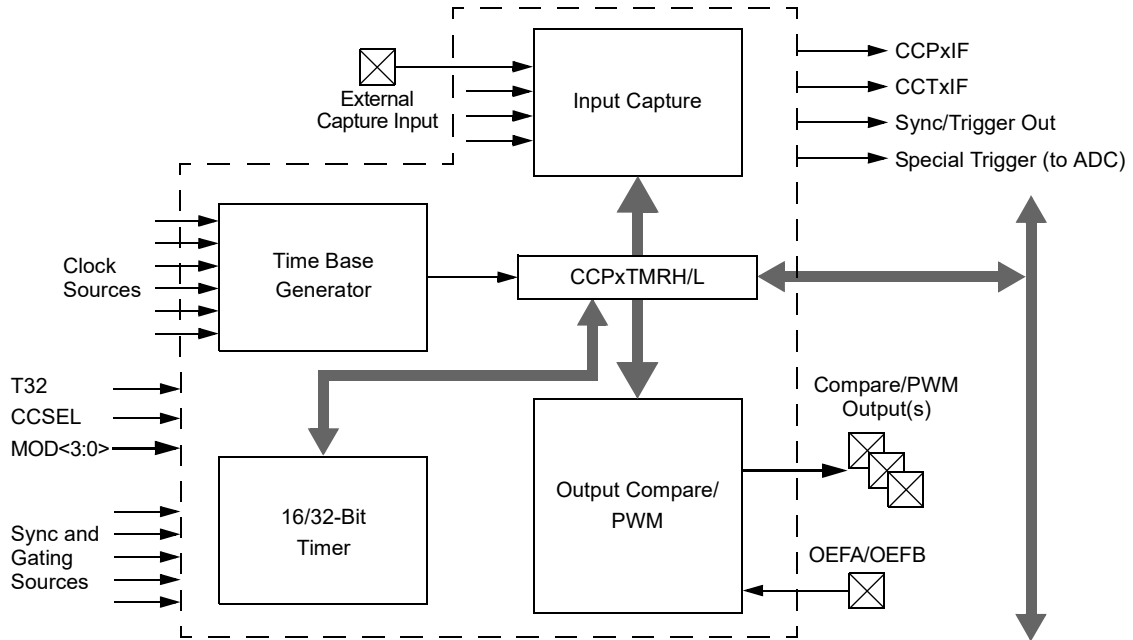 External
Capture Input
Input Capture
CCPxIF
CCTxIF
Sync/Trigger Out
Special Trigger (to ADC)
Clock
Sources
Time Base
Generator
CCPxTMRH/L
T32
CCSEL
MOD<3:0>
Sync and
Gating
Sources
16/32-Bit
Timer
Output Compare/
PWM
Compare/PWM
Output(s)
OEFA/OEFB